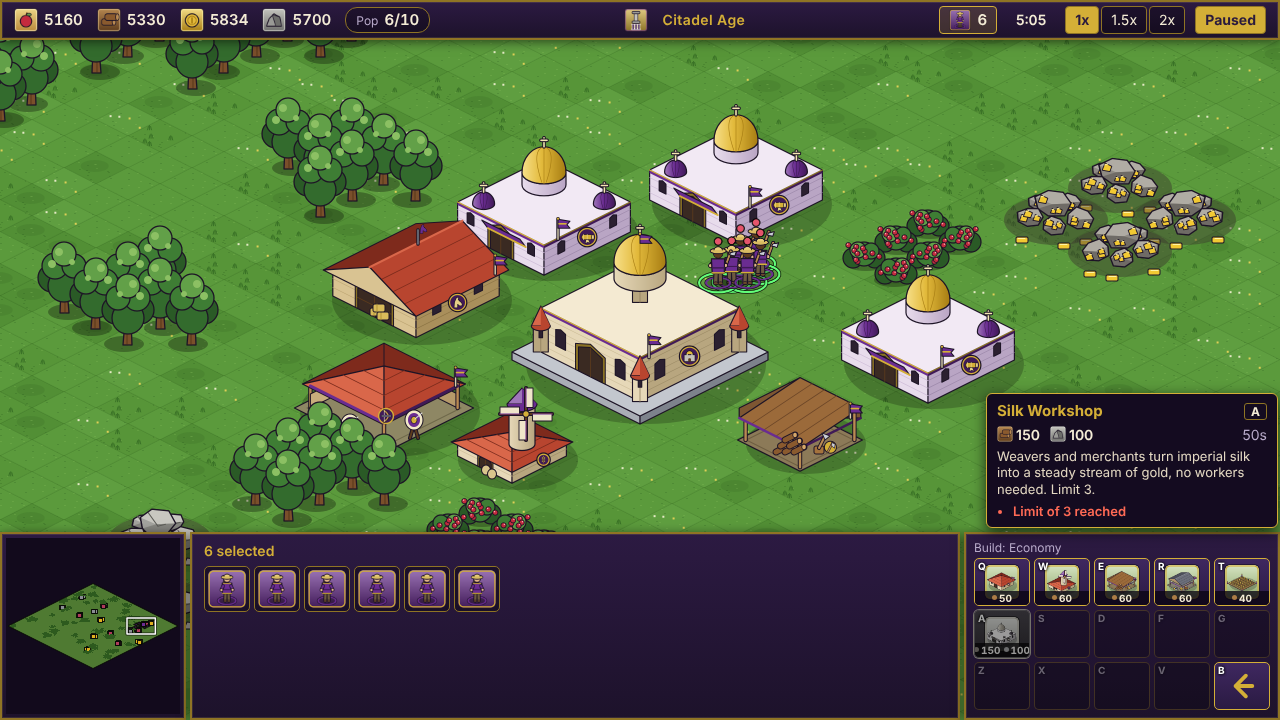 5160 5330 5834 5700 Pop 6/10 Citadel Age 6 5:05 1x 1.5x 2x Paused
Silk Workshop A
150 100 50s
Weavers and merchants turn imperial silk
into a steady stream of gold, no workers
needed. Limit 3.
• Limit of 3 reached
6 selected
Build: Economy
Q W E R T
50 60 60 60 40
A S D F G
150 100
Z X C V B